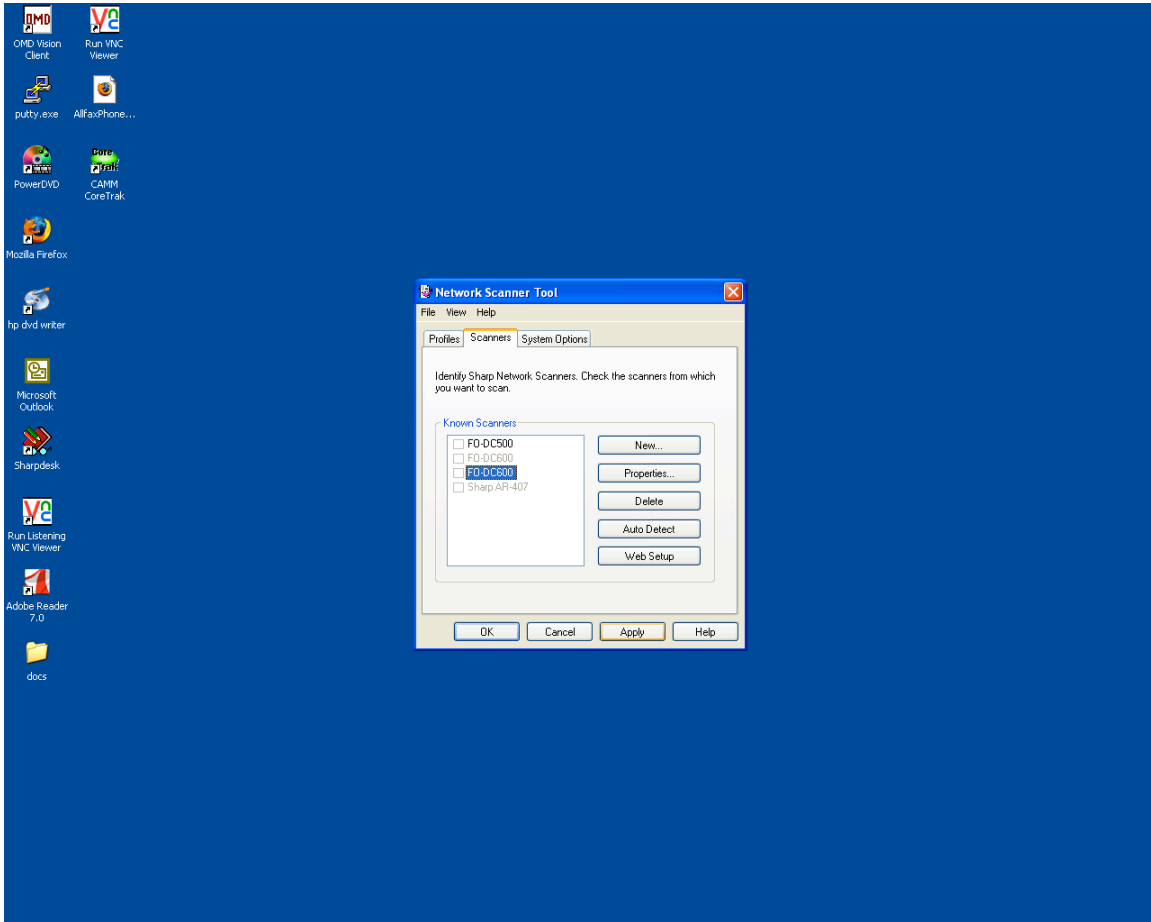 OMD
OMD Vision
Client
Run VNC
Viewer
putty.exe
AllfaxPhone...
PowerDVD
Core
Trak
CAMM
CoreTrak
Mozilla Firefox
hp dvd writer
Microsoft
Outlook
Sharpdesk
Run Listening
VNC Viewer
Adobe Reader
7.0
docs
Network Scanner Tool
File View Help
Profiles Scanners System Options
Identify Sharp Network Scanners. Check the scanners from which
you want to scan.
Known Scanners
FO-DC500
FO-DC600
FO-DC600
Sharp AR-407
New...
Properties...
Delete
Auto Detect
Web Setup
OK Cancel Apply Help